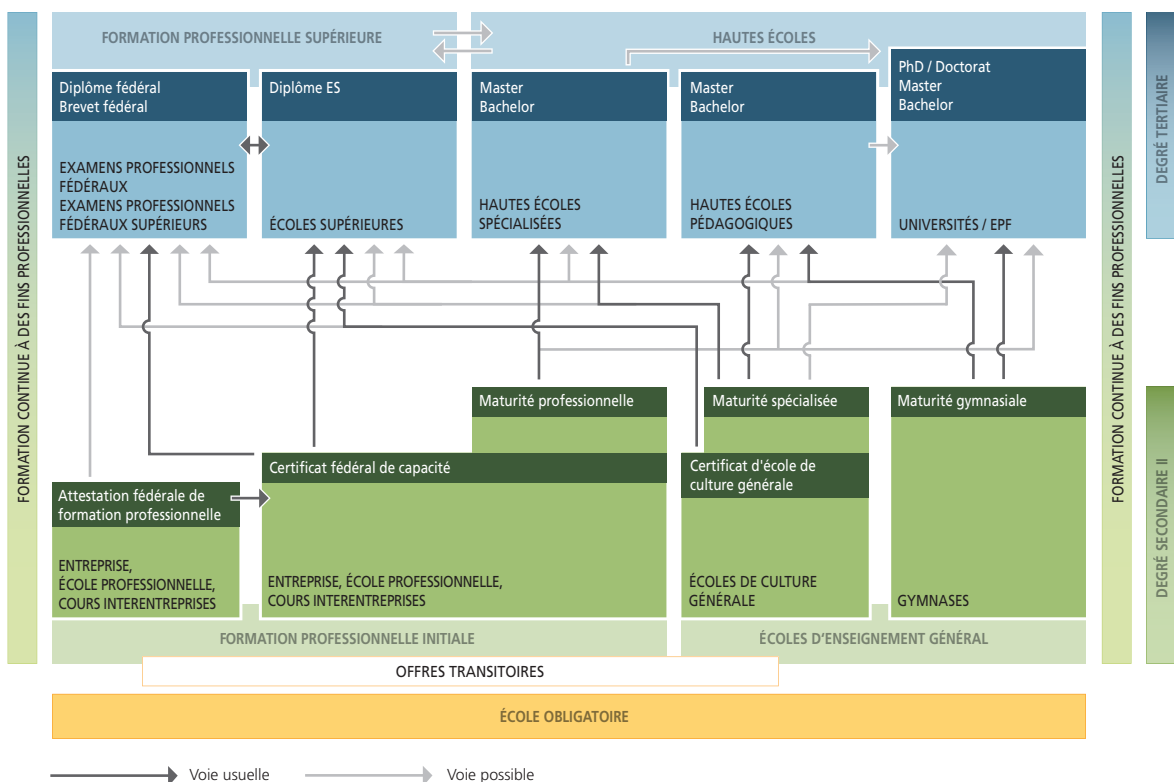 FORMATION PROFESSIONNELLE SUPÉRIEURE
HAUTES ÉCOLES
Diplôme fédéral
Brevet fédéral
Diplôme ES
Master
Bachelor
Master
Bachelor
PhD / Doctorat
Master
Bachelor
EXAMENS PROFESSIONNELS
FÉDÉRAUX
EXAMENS PROFESSIONNELS
FÉDÉRAUX SUPÉRIEURS
ÉCOLES SUPÉRIEURES
HAUTES ÉCOLES
SPÉCIALISÉES
HAUTES ÉCOLES
PÉDAGOGIQUES
UNIVERSITÉS / EPF
FORMATION CONTINUE À DES FINS PROFESSIONNELLES
FORMATION CONTINUE À DES FINS PROFESSIONNELLES
DEGRÉ TERTIAIRE
DEGRÉ SECONDAIRE II
Maturité professionnelle
Maturité spécialisée
Maturité gymnasiale
Certificat fédéral de capacité
Certificat d'école de
culture générale
Attestation fédérale de
formation professionnelle
ENTREPRISE,
ÉCOLE PROFESSIONNELLE,
COURS INTERENTREPRISES
ENTREPRISE, ÉCOLE PROFESSIONNELLE,
COURS INTERENTREPRISES
ÉCOLES DE CULTURE
GÉNÉRALE
GYMNASES
FORMATION PROFESSIONNELLE INITIALE
ÉCOLES D'ENSEIGNEMENT GÉNÉRAL
OFFRES TRANSITOIRES
ÉCOLE OBLIGATOIRE
Voie usuelle
Voie possible